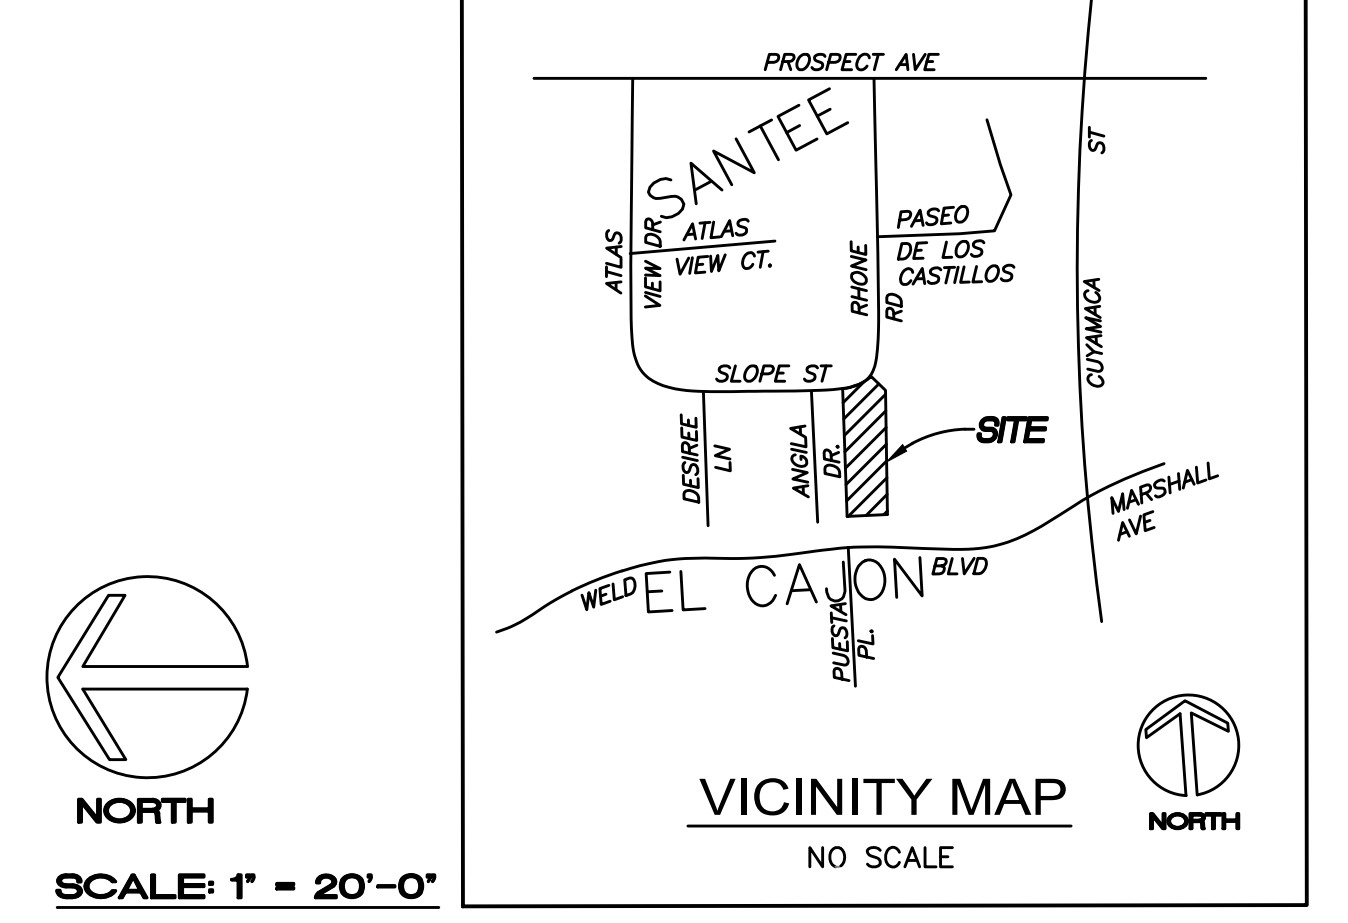 PROSPECT AVE
SANTEE
ST
ATLAS
VIEW DR
ATLAS
VIEW CT.
RHONE
RD
PASEO
DE LOS
CASTILLOS
CUYAMACA
SLOPE ST
DESIREE
LN
ANGILA
DR.
SITE
MARSHALL
AVE
WELD
EL CAJON
BLVD
PUESTA
PL.
NORTH
SCALE: 1" = 20'-0"
VICINITY MAP
NO SCALE
NORTH